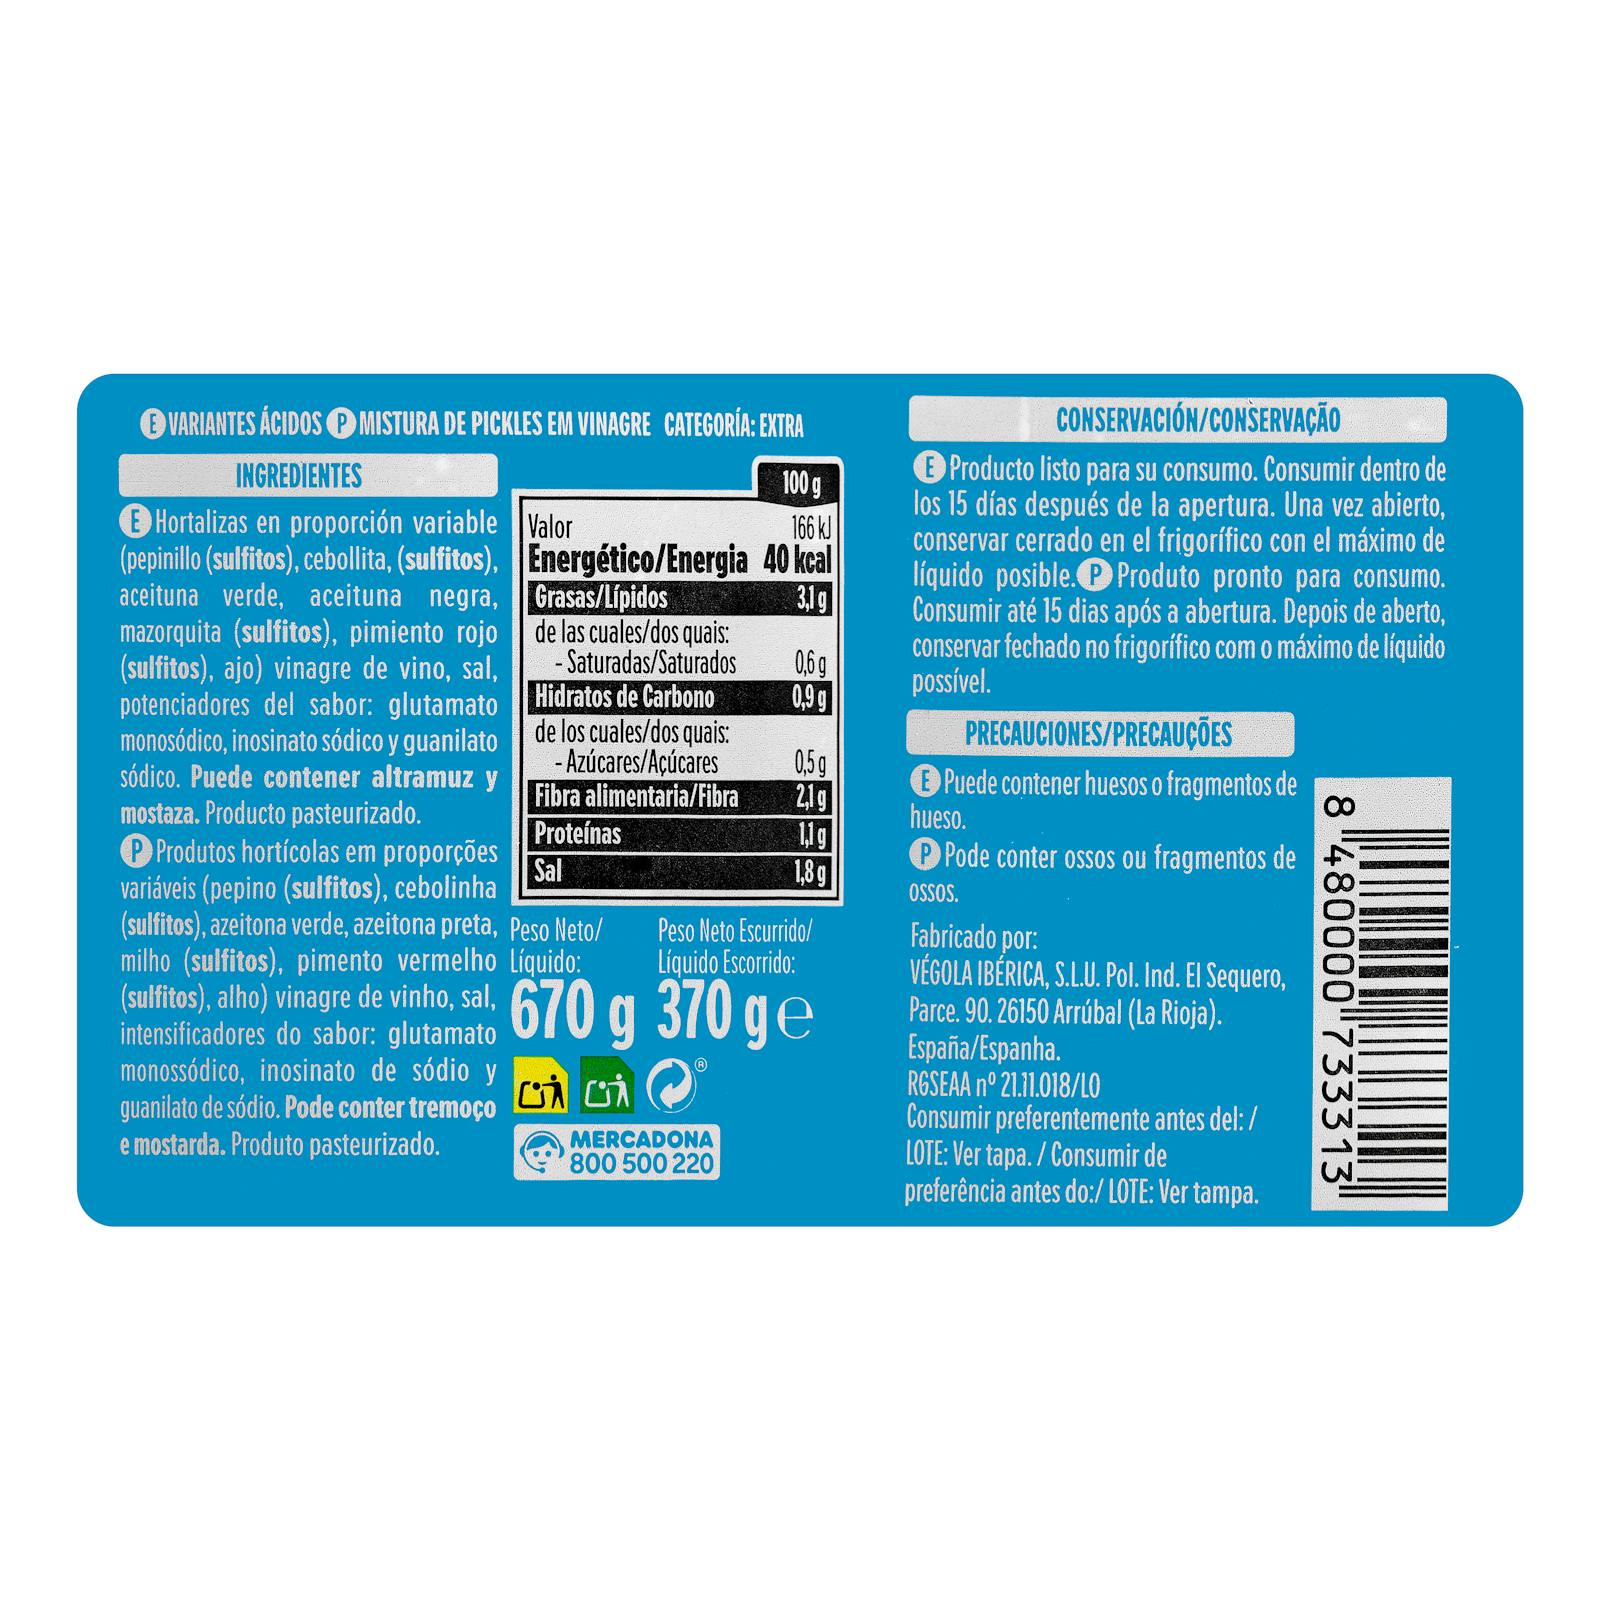 E VARIANTES ÁCIDOS P MISTURA DE PICKLES EM VINAGRE CATEGORÍA: EXTRA
INGREDIENTES
E Hortalizas en proporción variable
(pepinillo (sulfitos), cebollita, (sulfitos),
aceituna verde, aceituna negra,
mazorquita (sulfitos), pimiento rojo
(sulfitos), ajo) vinagre de vino, sal,
potenciadores del sabor: glutamato
monosódico, inosinato sódico y guanilato
sódico. Puede contener altramuz y
mostaza. Producto pasteurizado.
P Produtos hortícolas em proporções
variáveis (pepino (sulfitos), cebolinha
(sulfitos), azeitona verde, azeitona preta,
milho (sulfitos), pimento vermelho
(sulfitos), alho) vinagre de vinho, sal,
intensificadores do sabor: glutamato
monossódico, inosinato de sódio y
guanilato de sódio. Pode conter tremoço
e mostarda. Produto pasteurizado.
100 g
Valor 166 kJ
Energético/Energia 40 kcal
Grasas/Lípidos 3,1 g
de las cuales/dos quais:
- Saturadas/Saturados 0,6 g
Hidratos de Carbono 0,9 g
de los cuales/dos quais:
- Azúcares/Açúcares 0,5 g
Fibra alimentaria/Fibra 2,1 g
Proteínas 1,1 g
Sal 1,8 g
Peso Neto/
Líquido:
670 g
Peso Neto Escurrido/
Líquido Escorrido:
370 g e
®
MERCADONA
800 500 220
CONSERVACIÓN/CONSERVAÇÃO
E Producto listo para su consumo. Consumir dentro de
los 15 días después de la apertura. Una vez abierto,
conservar cerrado en el frigorífico con el máximo de
líquido posible. P Produto pronto para consumo.
Consumir até 15 dias após a abertura. Depois de aberto,
conservar fechado no frigorífico com o máximo de líquido
possível.
PRECAUCIONES/PRECAUÇÕES
E Puede contener huesos o fragmentos de
hueso.
P Pode conter ossos ou fragmentos de
ossos.
Fabricado por:
VÉGOLA IBÉRICA, S.L.U. Pol. Ind. El Sequero,
Parce. 90. 26150 Arrúbal (La Rioja).
España/Espanha.
RGSEAA nº 21.11.018/LO
Consumir preferentemente antes del: /
LOTE: Ver tapa. / Consumir de
preferência antes do:/ LOTE: Ver tampa.
8 480000 733313